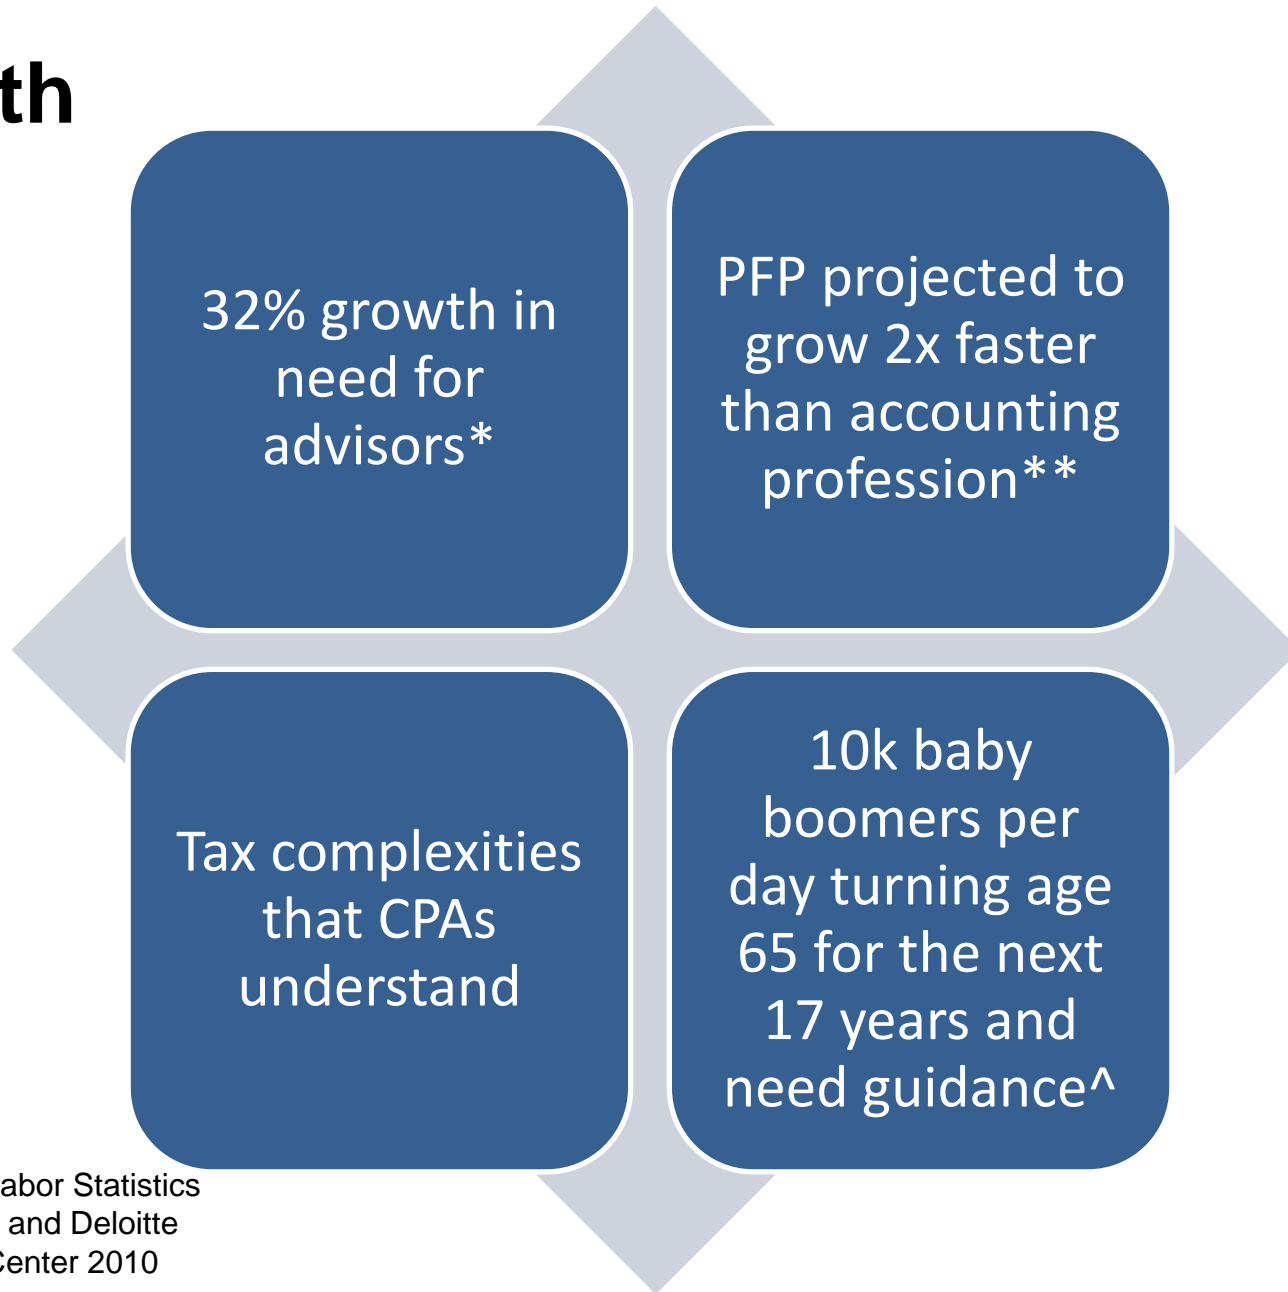 th
32% growth in
need for
advisors*
PFP projected to
grow 2x faster
than accounting
profession**
Tax complexities
that CPAs
understand
10k baby
boomers per
day turning age
65 for the next
17 years and
need guidance^
abor Statistics
and Deloitte
Center 2010